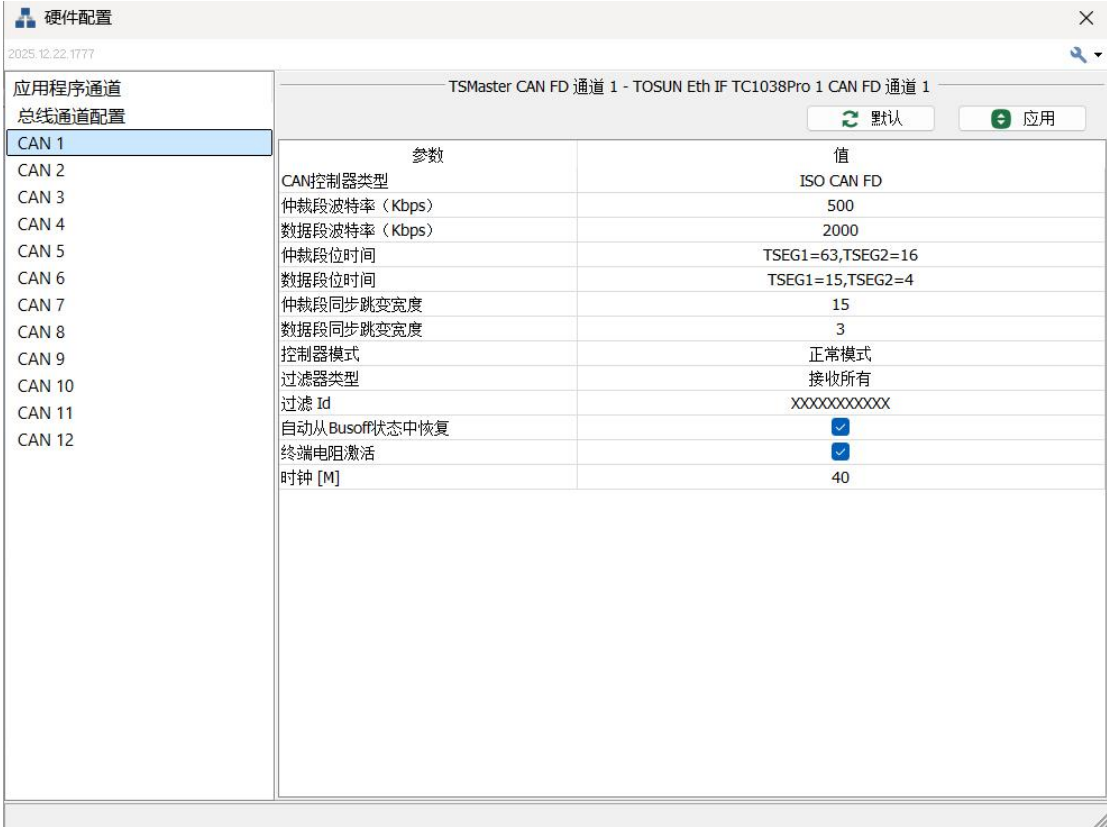 硬件配置
2025.12.22.1777
应用程序通道
总线通道配置
CAN 1
CAN 2
CAN 3
CAN 4
CAN 5
CAN 6
CAN 7
CAN 8
CAN 9
CAN 10
CAN 11
CAN 12
TSMaster CAN FD 通道 1 - TOSUN Eth IF TC1038Pro 1 CAN FD 通道 1
默认 应用
参数 值
CAN控制器类型 ISO CAN FD
仲裁段波特率（Kbps） 500
数据段波特率（Kbps） 2000
仲裁段位时间 TSEG1=63,TSEG2=16
数据段位时间 TSEG1=15,TSEG2=4
仲裁段同步跳变宽度 15
数据段同步跳变宽度 3
控制器模式 正常模式
过滤器类型 接收所有
过滤 Id XXXXXXXXXXX
自动从Busoff状态中恢复
终端电阻激活
时钟 [M] 40